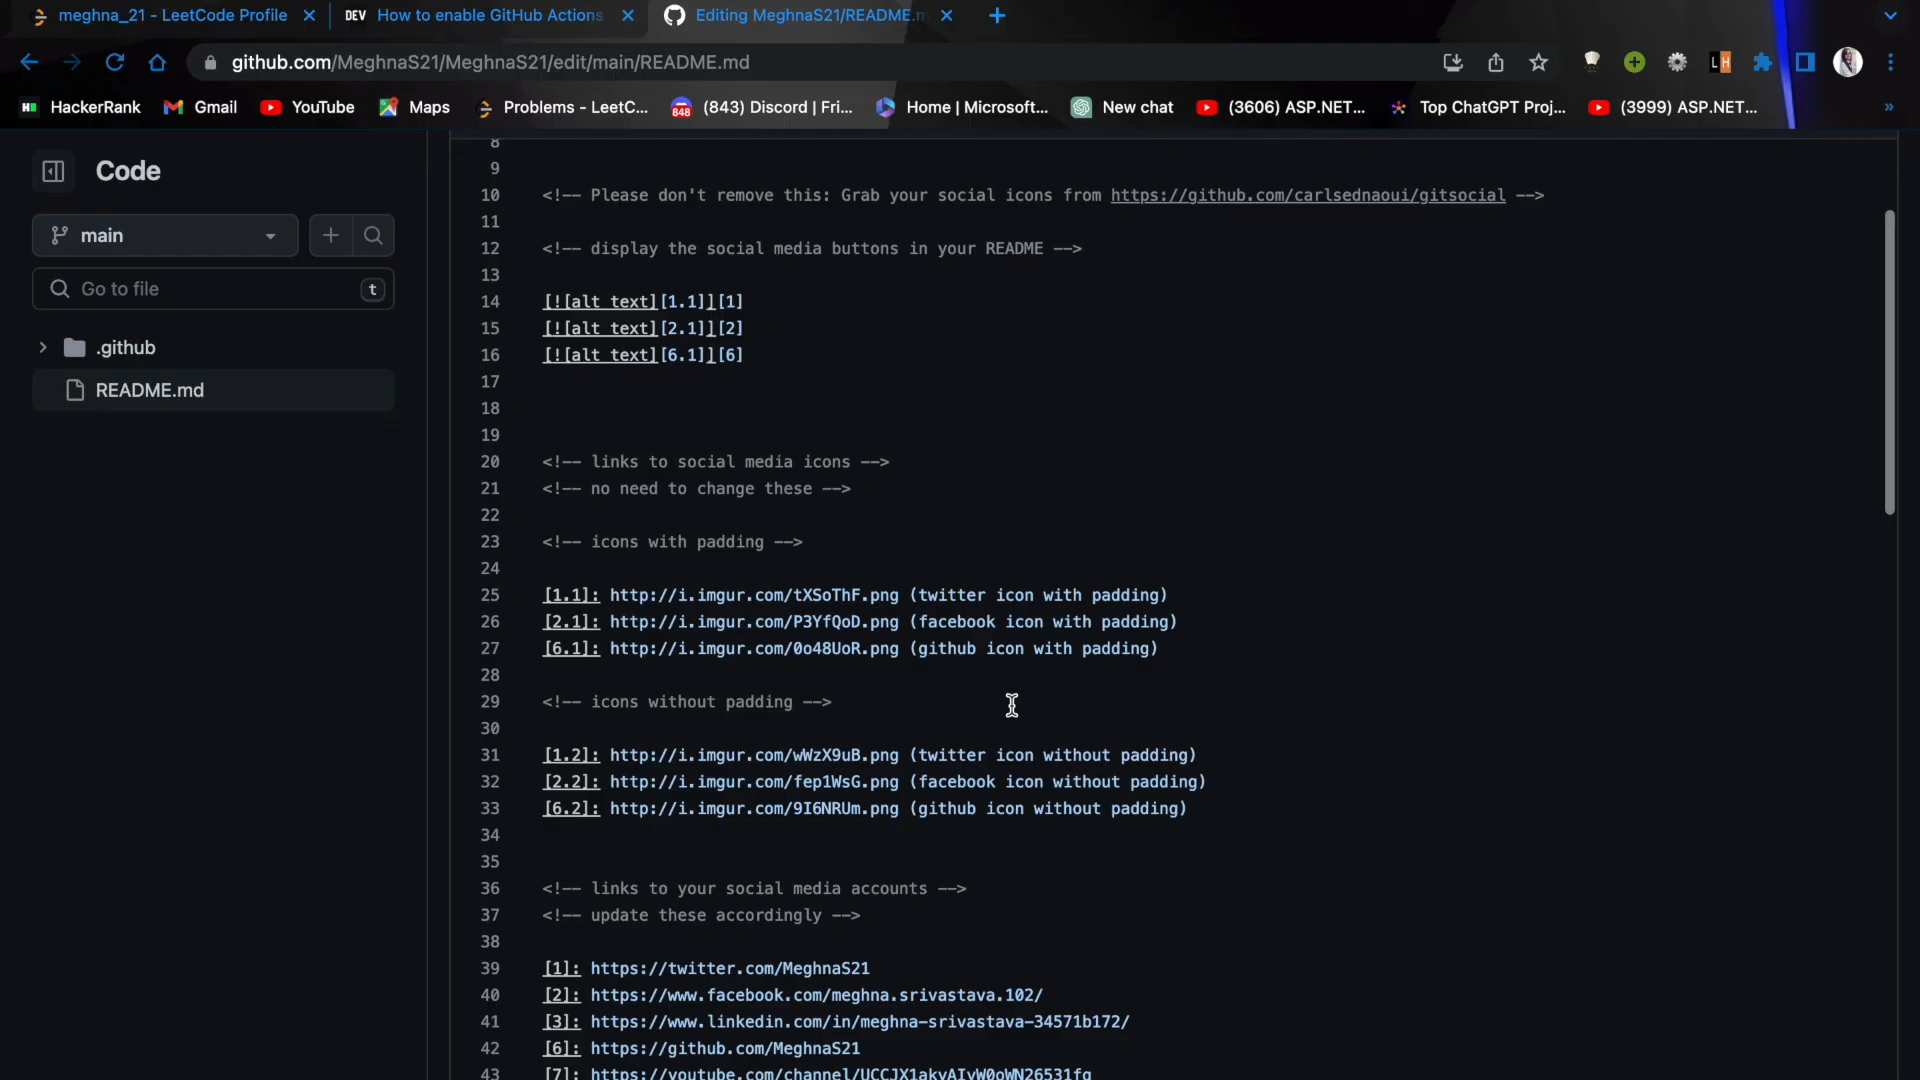 meghna_21 - LeetCode Profile
DEV How to enable GitHub Actions
Editing MeghnaS21/README.m
github.com/MeghnaS21/MeghnaS21/edit/main/README.md
HackerRank
Gmail
YouTube
Maps
Problems - LeetC...
848
(843) Discord | Fri...
Home | Microsoft...
New chat
(3606) ASP.NET...
Top ChatGPT Proj...
(3999) ASP.NET...
»
LH
Code
main
Go to file
t
.github
README.md
8
9
10 <!-- Please don't remove this: Grab your social icons from https://github.com/carlsednaoui/gitsocial -->
11
12 <!-- display the social media buttons in your README -->
13
14 [![alt text][1.1]][1]
15 [![alt text][2.1]][2]
16 [![alt text][6.1]][6]
17
18
19
20 <!-- links to social media icons -->
21 <!-- no need to change these -->
22
23 <!-- icons with padding -->
24
25 [1.1]: http://i.imgur.com/tXSoThF.png (twitter icon with padding)
26 [2.1]: http://i.imgur.com/P3YfQoD.png (facebook icon with padding)
27 [6.1]: http://i.imgur.com/0o48UoR.png (github icon with padding)
28
29 <!-- icons without padding -->
30
31 [1.2]: http://i.imgur.com/wWzX9uB.png (twitter icon without padding)
32 [2.2]: http://i.imgur.com/fep1WsG.png (facebook icon without padding)
33 [6.2]: http://i.imgur.com/9I6NRUm.png (github icon without padding)
34
35
36 <!-- links to your social media accounts -->
37 <!-- update these accordingly -->
38
39 [1]: https://twitter.com/MeghnaS21
40 [2]: https://www.facebook.com/meghna.srivastava.102/
41 [3]: https://www.linkedin.com/in/meghna-srivastava-34571b172/
42 [6]: https://github.com/MeghnaS21
43 [7]: https://youtube.com/channel/UCCJX1akyAIyW0oWN26531fg